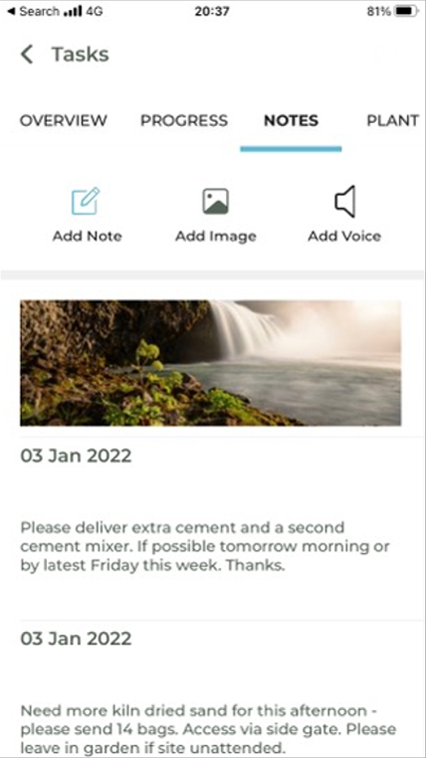 Search 4G 20:37 81%
Tasks
OVERVIEW PROGRESS NOTES PLANT
Add Note Add Image Add Voice
03 Jan 2022
Please deliver extra cement and a second
cement mixer. If possible tomorrow morning or
by latest Friday this week. Thanks.
03 Jan 2022
Need more kiln dried sand for this afternoon -
please send 14 bags. Access via side gate. Please
leave in garden if site unattended.